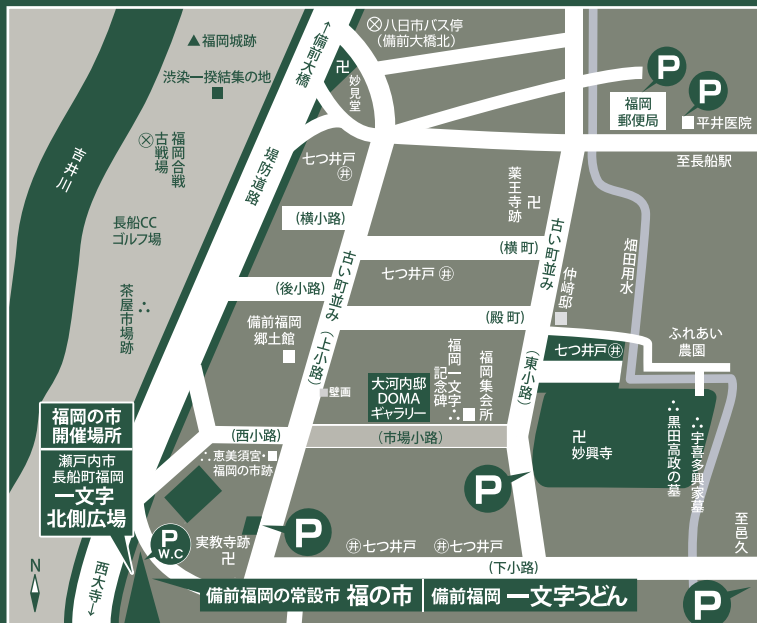 ↑備前大橋
八日市バス停
(備前大橋北)
▲福岡城跡
渋染一揆結集の地
卍妙見堂
P
P
福岡
郵便局
平井医院
至長船駅
吉井川
福岡合戦
古戦場
堤防道路
七つ井戸
井
薬王寺跡
卍
長船CC
ゴルフ場
(横小路)
古い町並み
(横町)
畑田用水
七つ井戸 井
仲﨑邸
(後小路)
茶屋市場跡
古い町並み(上小路)
(殿町)
備前福岡
郷土館
ふれあい
農園
七つ井戸井
(東小路)
福岡一文字
記念碑
福岡集会所
大河内邸
DOMA
ギャラリー
壁画
福岡の市
開催場所
瀬戸内市
長船町福岡
一文字
北側広場
(西小路)
(市場小路)
恵美須宮・
福岡の市跡
卍
妙興寺
黒田高政の墓
宇喜多興家墓
P
至邑久
P
W.C
実教寺跡
卍
P
井七つ井戸
井七つ井戸
(下小路)
N
西大寺↓
備前福岡の常設市 福の市
備前福岡 一文字うどん
P